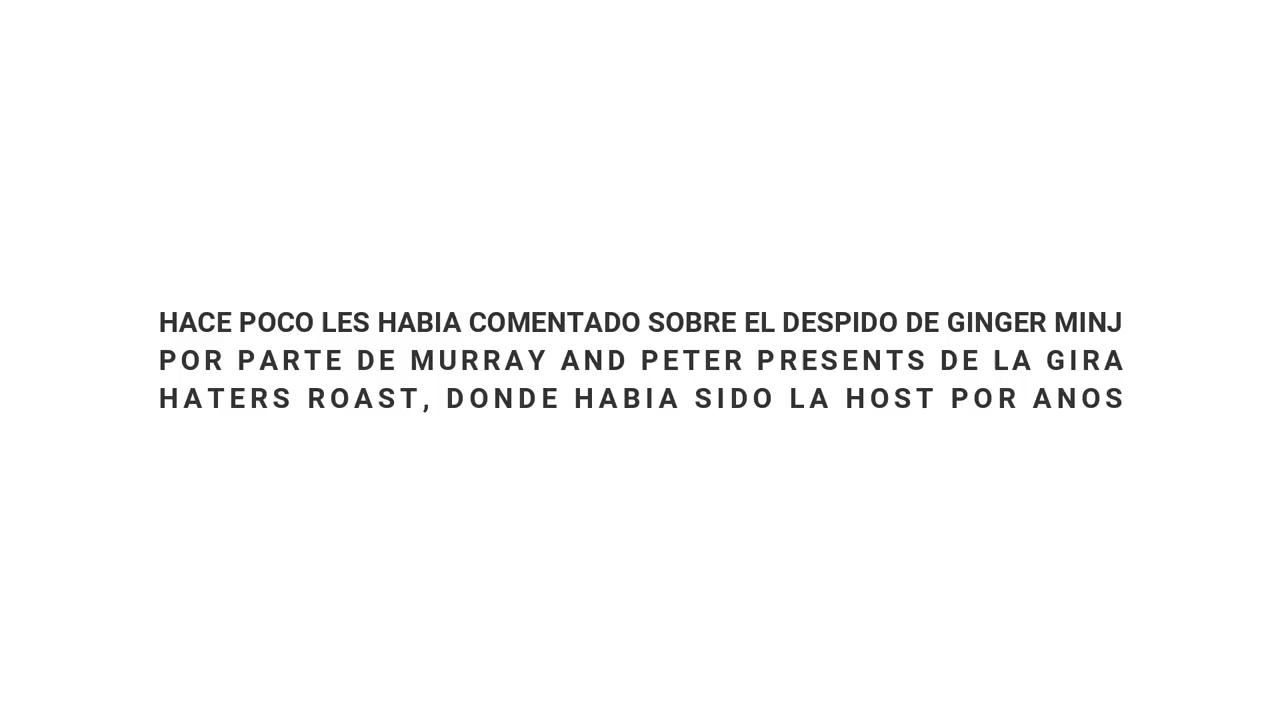 HACE POCO LES HABIA COMENTADO SOBRE EL DESPIDO DE GINGER MINJ
POR PARTE DE MURRAY AND PETER PRESENTS DE LA GIRA
HATERS ROAST, DONDE HABIA SIDO LA HOST POR ANOS